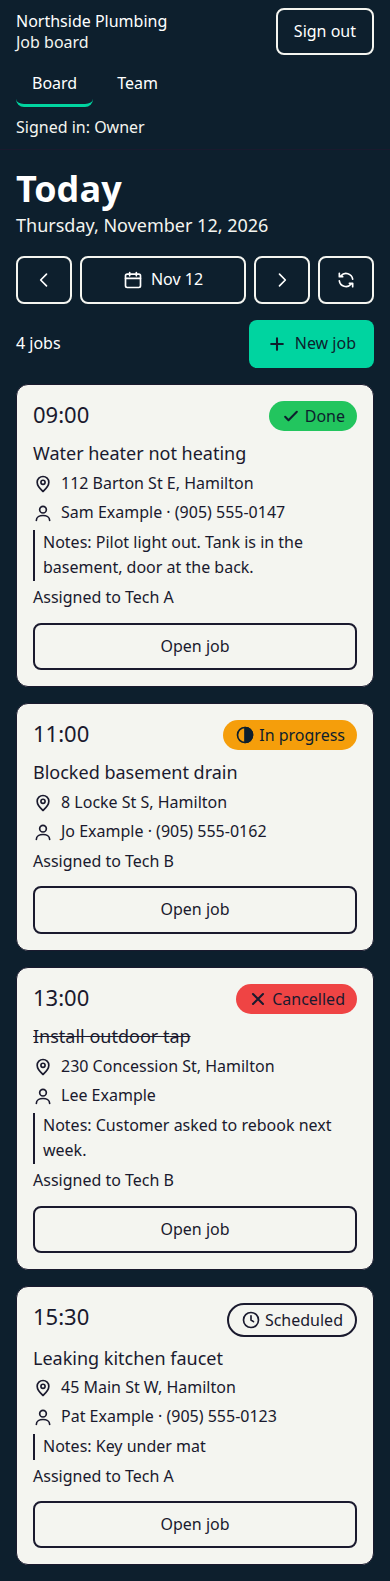 Northside Plumbing
Job board
Sign out
Board
Team
Signed in: Owner
Today
Thursday, November 12, 2026
Nov 12
4 jobs
New job
09:00
Done
Water heater not heating
112 Barton St E, Hamilton
Sam Example · (905) 555-0147
Notes: Pilot light out. Tank is in the
basement, door at the back.
Assigned to Tech A
Open job
11:00
In progress
Blocked basement drain
8 Locke St S, Hamilton
Jo Example · (905) 555-0162
Assigned to Tech B
Open job
13:00
Cancelled
Install outdoor tap
230 Concession St, Hamilton
Lee Example
Notes: Customer asked to rebook next
week.
Assigned to Tech B
Open job
15:30
Scheduled
Leaking kitchen faucet
45 Main St W, Hamilton
Pat Example · (905) 555-0123
Notes: Key under mat
Assigned to Tech A
Open job